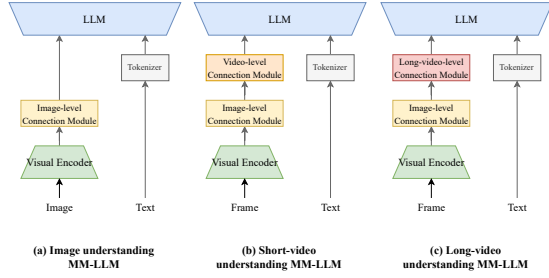 LLM
Tokenizer
Image-level
Connection Module
Visual Encoder
Image
Text
(a) Image understanding
MM-LLM
LLM
Video-level
Connection Module
Tokenizer
Image-level
Connection Module
Visual Encoder
Frame
Text
(b) Short-video
understanding MM-LLM
LLM
Long-video-level
Connection Module
Tokenizer
Image-level
Connection Module
Visual Encoder
Frame
Text
(c) Long-video
understanding MM-LLM